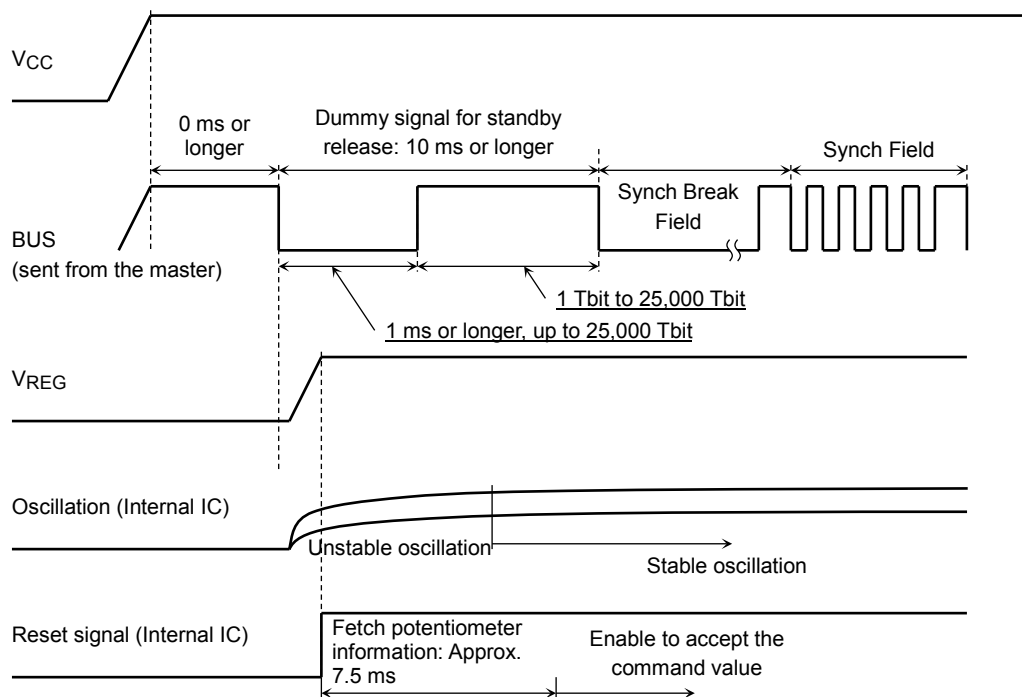 VCC
0 ms or
longer
Dummy signal for standby
release: 10 ms or longer
Synch Field
Synch Break
Field
BUS
(sent from the master)
1 Tbit to 25,000 Tbit
1 ms or longer, up to 25,000 Tbit
VREG
Oscillation (Internal IC)
Unstable oscillation
Stable oscillation
Reset signal (Internal IC)
Fetch potentiometer
information: Approx.
7.5 ms
Enable to accept the
command value